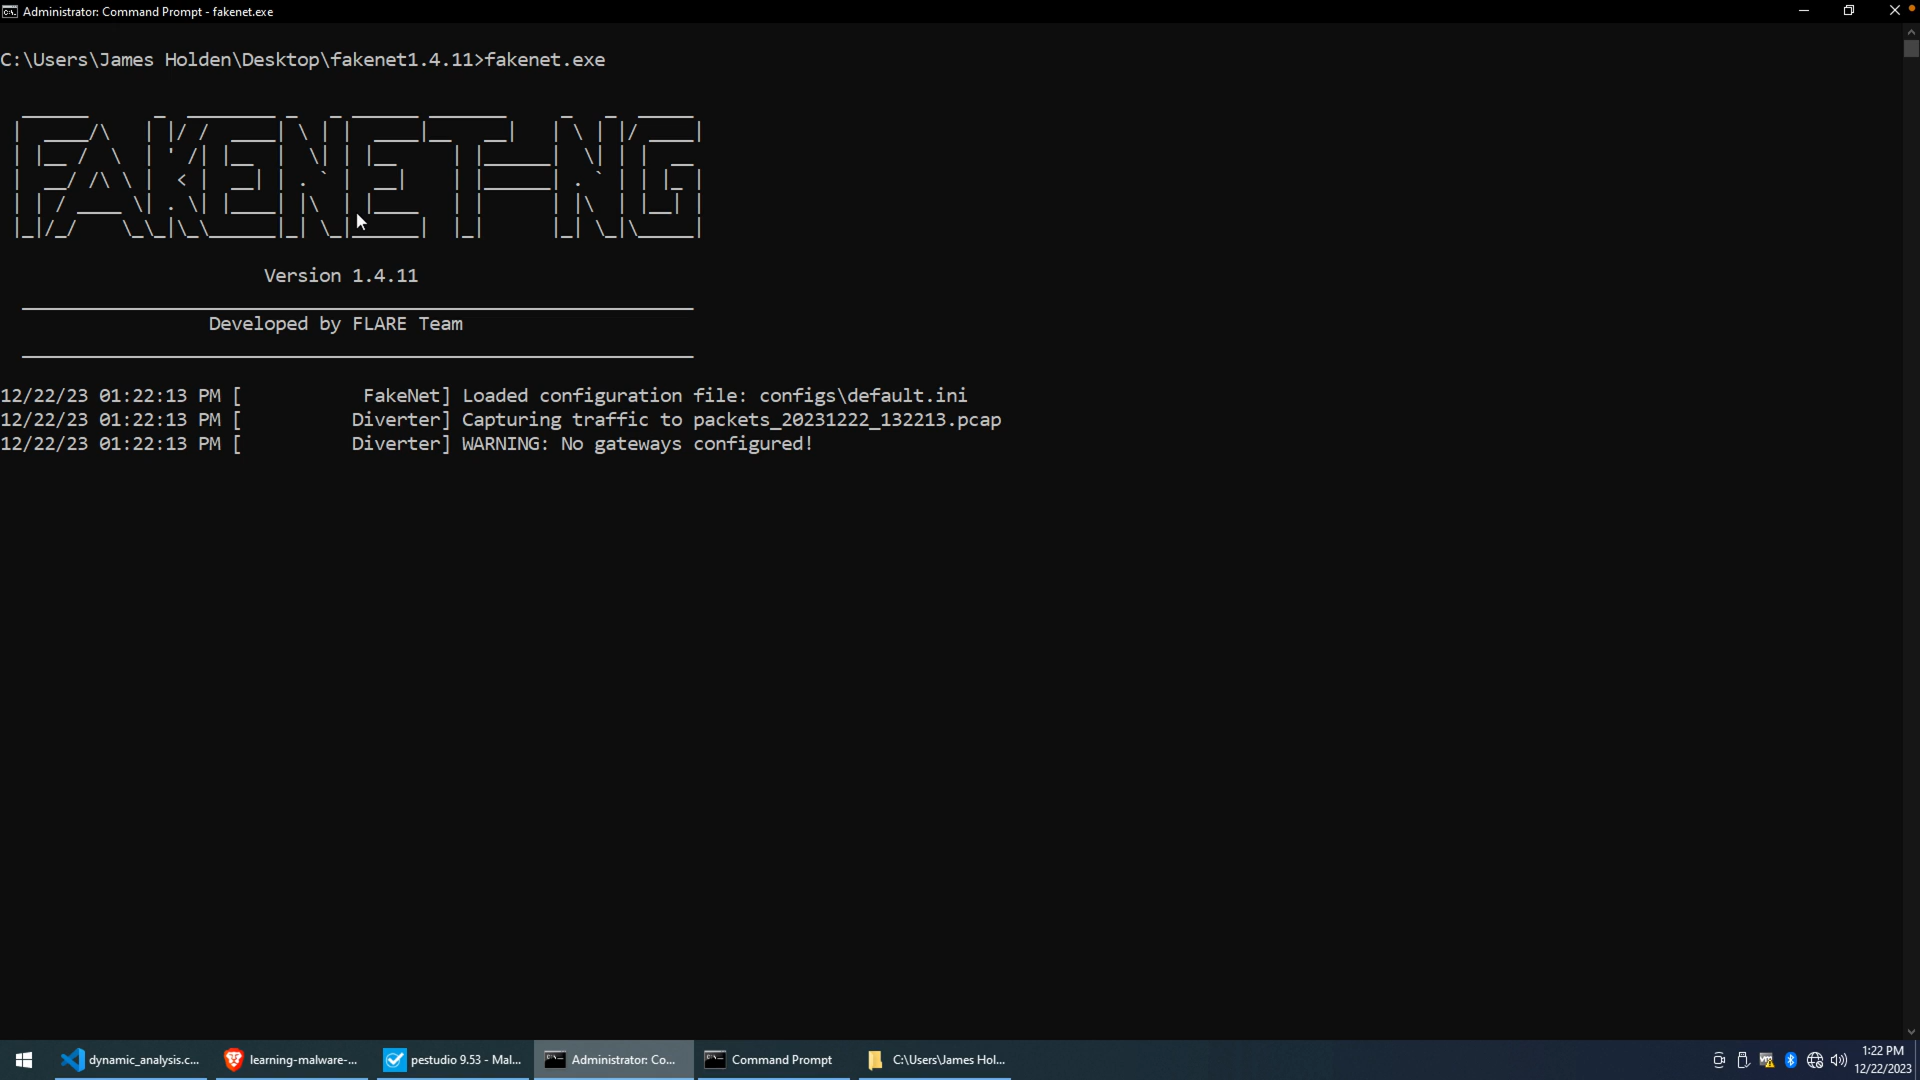 Administrator: Command Prompt - fakenet.exe
C:\Users\James Holden\Desktop\fakenet1.4.11>fakenet.exe
FAKENET-NG
Version 1.4.11
Developed by FLARE Team
12/22/23 01:22:13 PM [           FakeNet] Loaded configuration file: configs\default.ini
12/22/23 01:22:13 PM [          Diverter] Capturing traffic to packets_20231222_132213.pcap
12/22/23 01:22:13 PM [          Diverter] WARNING: No gateways configured!
dynamic_analysis.c... learning-malware-... pestudio 9.53 - Mal... Administrator: Co... Command Prompt C:\Users\James Hol...
1:22 PM
12/22/2023